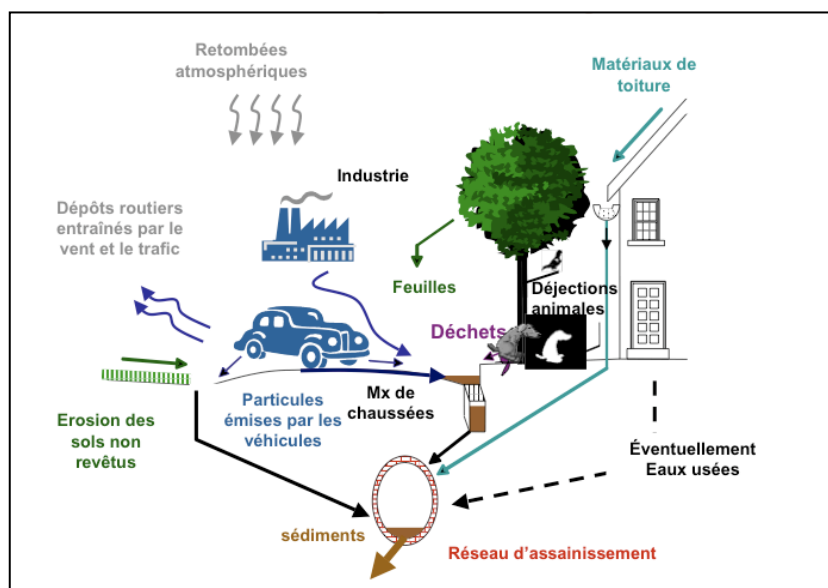 Retombées
atmosphériques
Matériaux de
toiture
Industrie
Dépôts routiers
entraînés par le
vent et le trafic
Feuilles
Déjections
animales
Déchets
Particules
émises par les
véhicules
Mx de
chaussées
Erosion des
sols non
revêtus
Éventuellement
Eaux usées
sédiments
Réseau d’assainissement